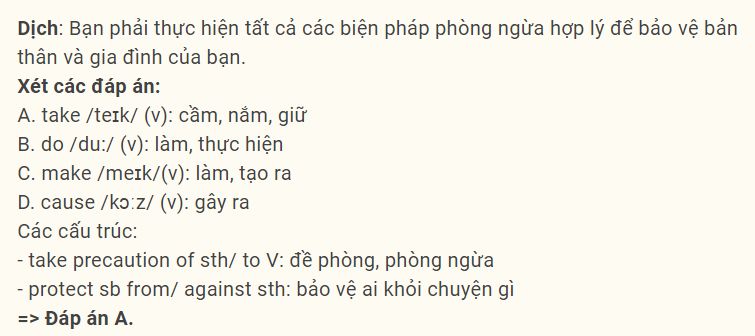 Dịch: Bạn phải thực hiện tất cả các biện pháp phòng ngừa hợp lý để bảo vệ bản
thân và gia đình của bạn.
Xét các đáp án:
A. take /teɪk/ (v): cầm, nắm, giữ
B. do /du:/ (v): làm, thực hiện
C. make /meɪk/(v): làm, tạo ra
D. cause /kɔːz/ (v): gây ra
Các cấu trúc:
- take precaution of sth/ to V: đề phòng, phòng ngừa
- protect sb from/ against sth: bảo vệ ai khỏi chuyện gì
=> Đáp án A.